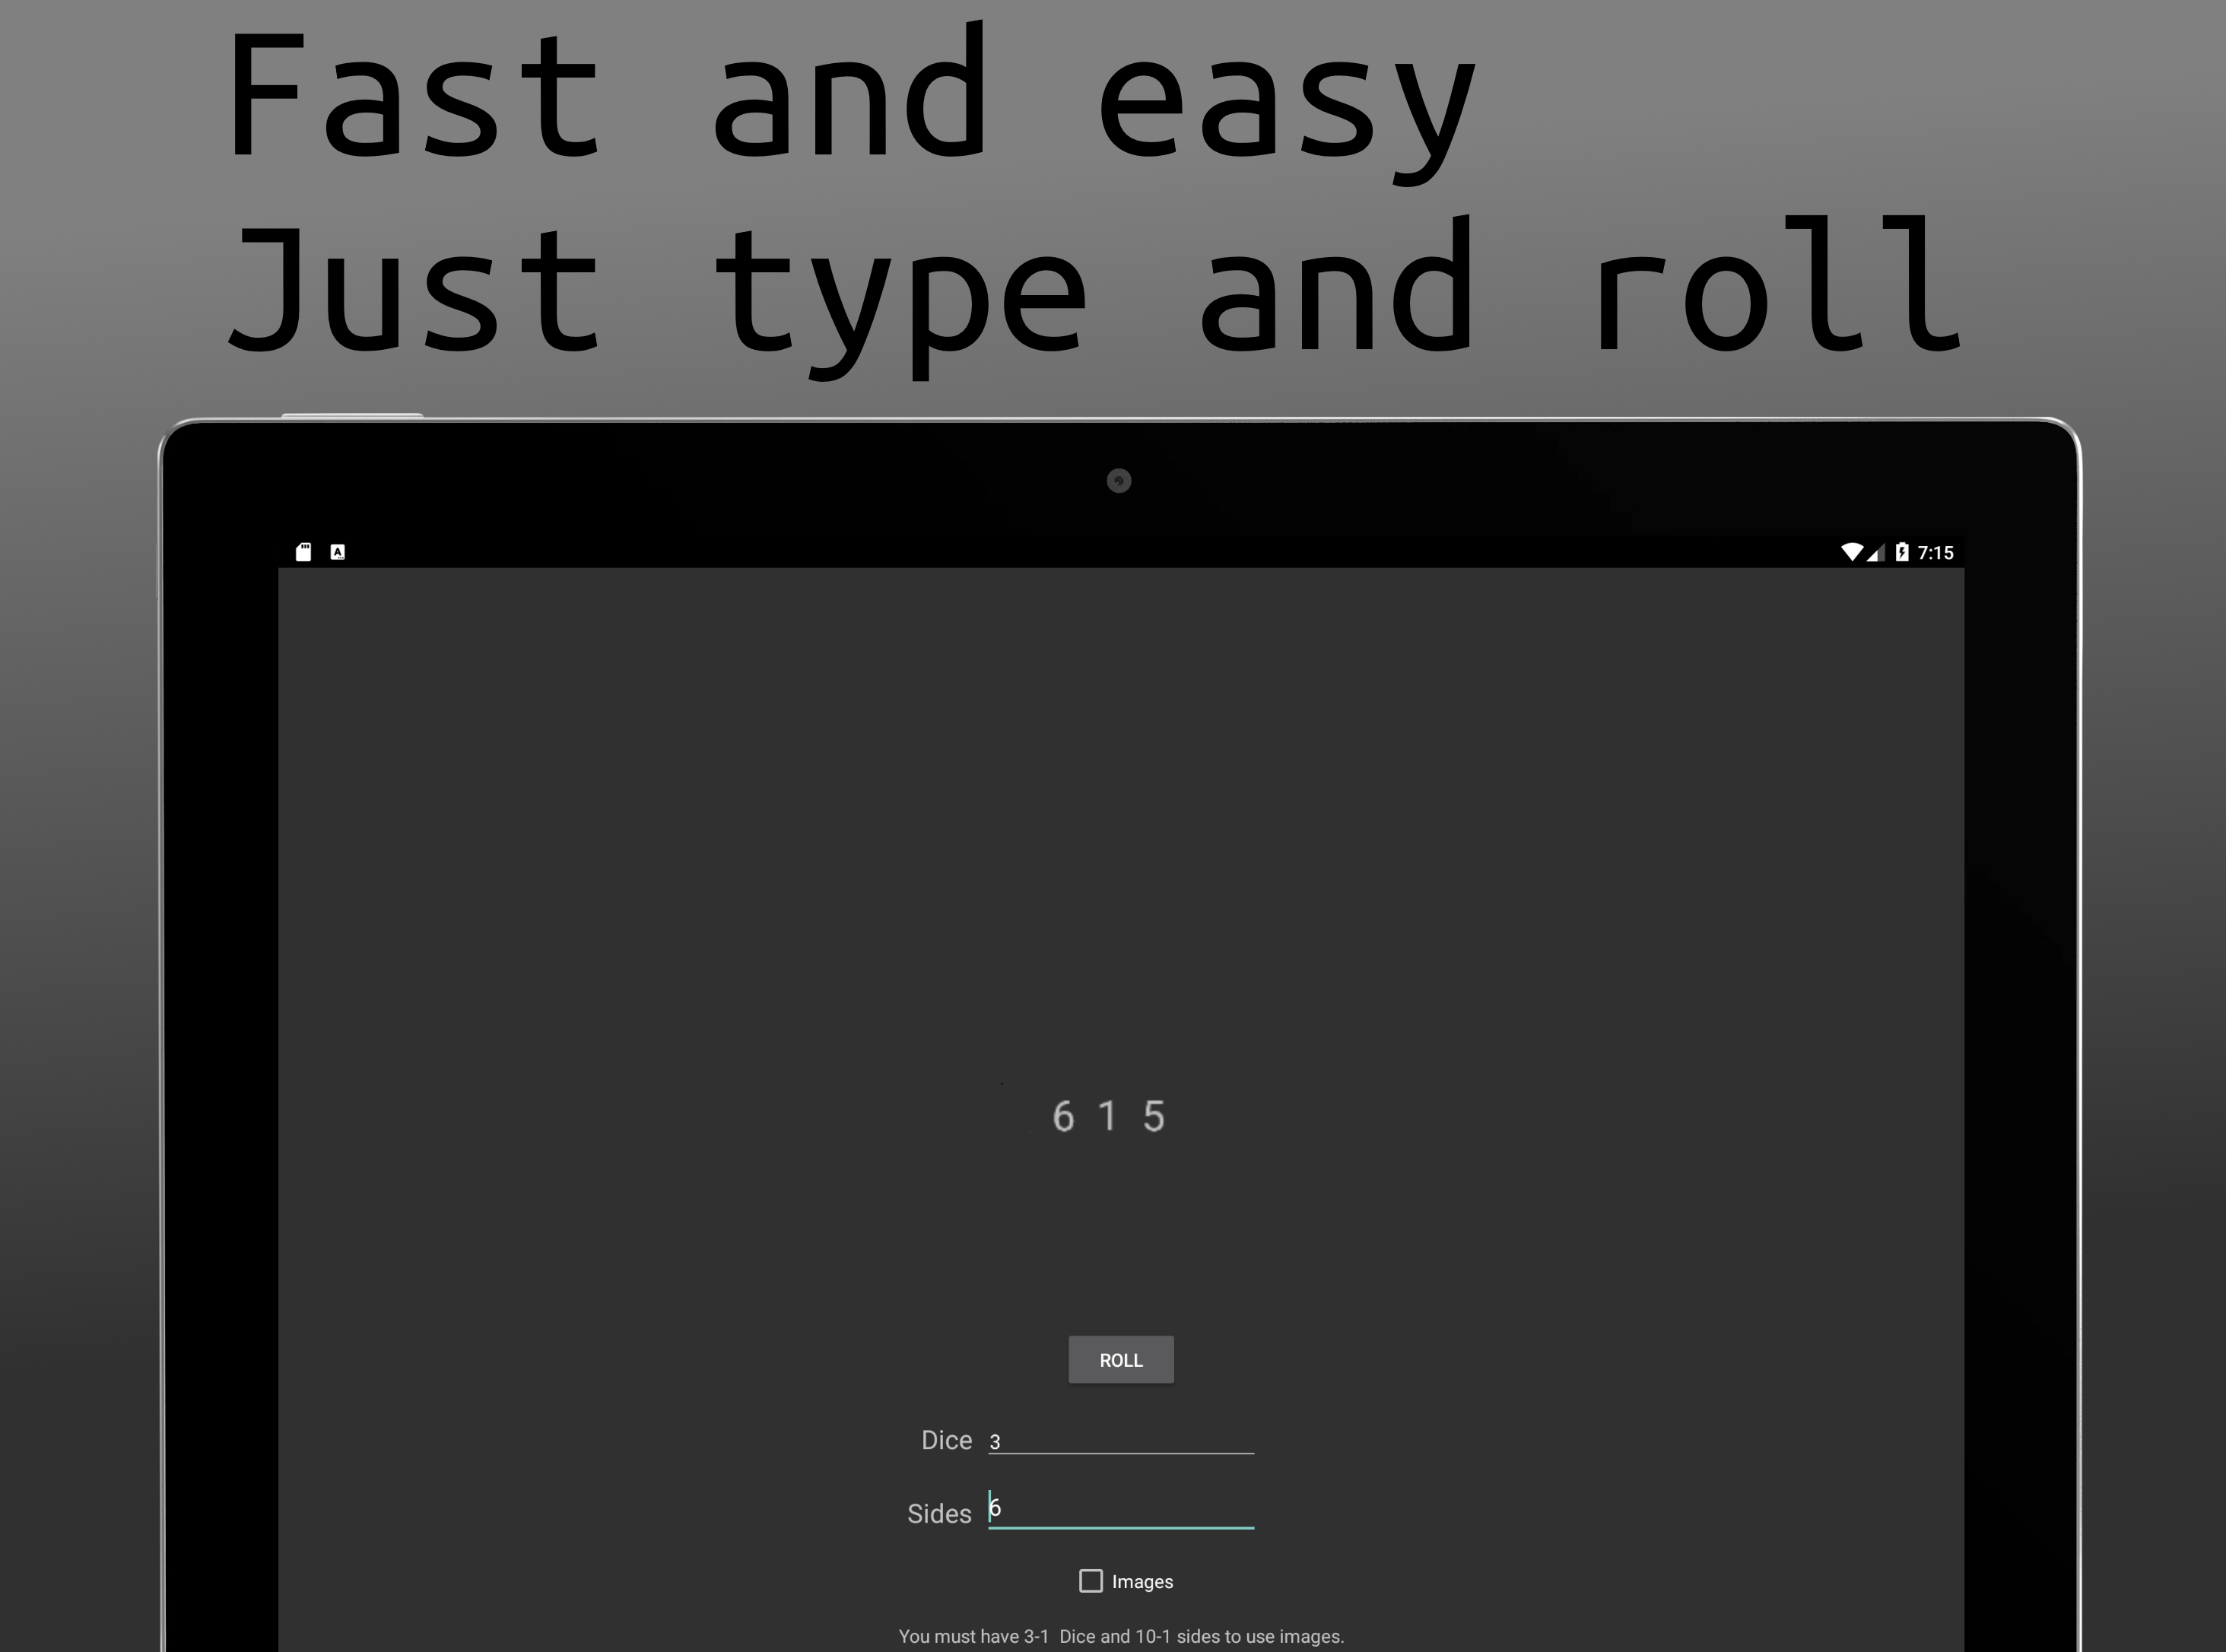 Fast and easy
Just type and roll
7:15
6 1 5
ROLL
Dice 3
Sides 6
Images
You must have 3-1  Dice and 10-1 sides to use images.